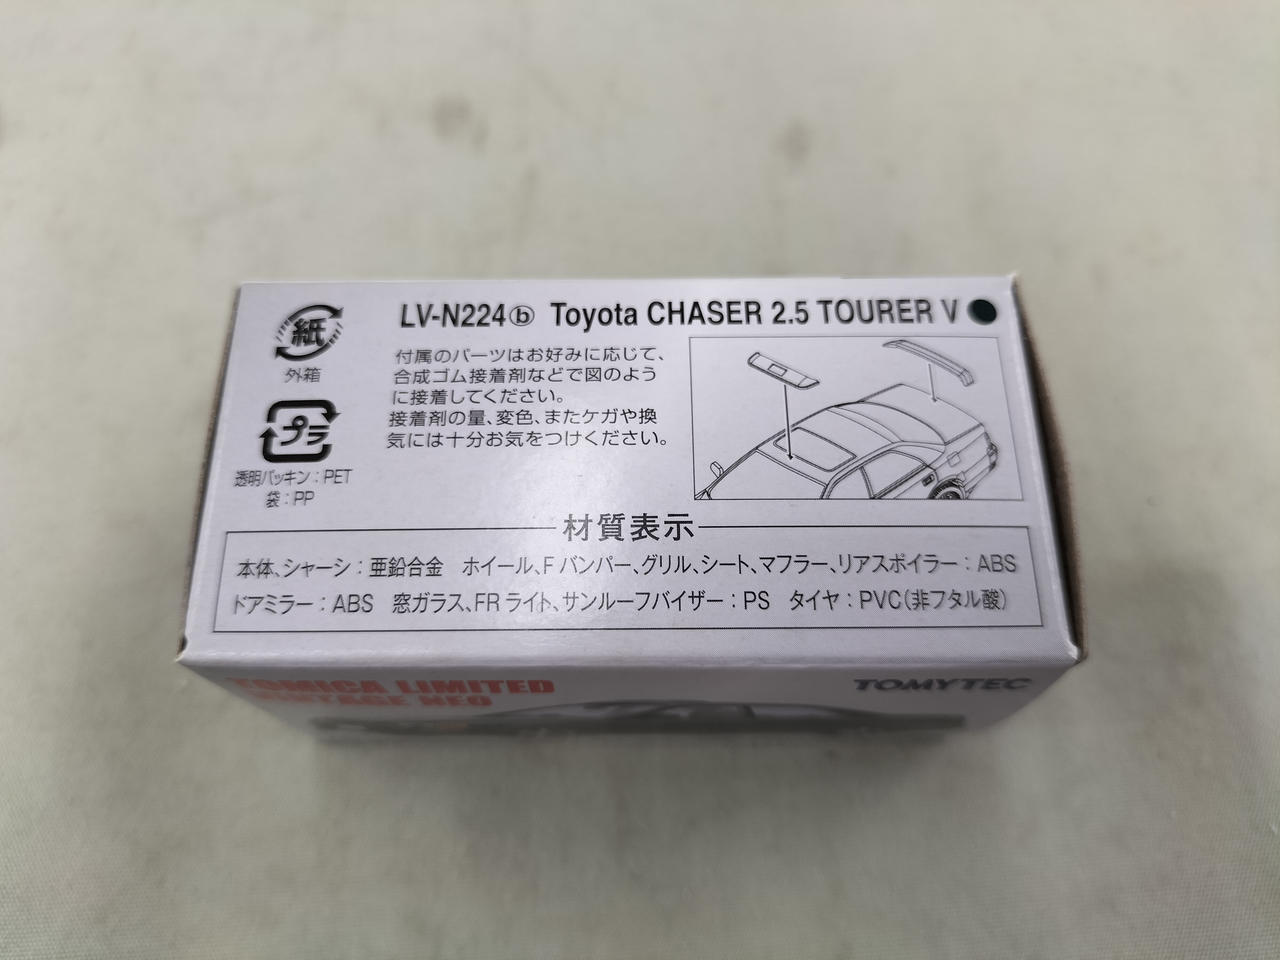 紙
外箱
プラ
透明パッキン：PET
袋：PP
LV-N224ⓑ Toyota CHASER 2.5 TOURER V
付属のパーツはお好みに応じて、
合成ゴム接着剤などで図のよう
に接着してください。
接着剤の量、変色、またケガや換
気には十分お気をつけください。
材質表示
本体、シャーシ：亜鉛合金 ホイール、Fバンパー、グリル、シート、マフラー、リアスポイラー：ABS
ドアミラー：ABS 窓ガラス、FRライト、サンルーフバイザー：PS タイヤ：PVC（非フタル酸）
TOMICA LIMITED
VINTAGE NEO
TOMYTEC